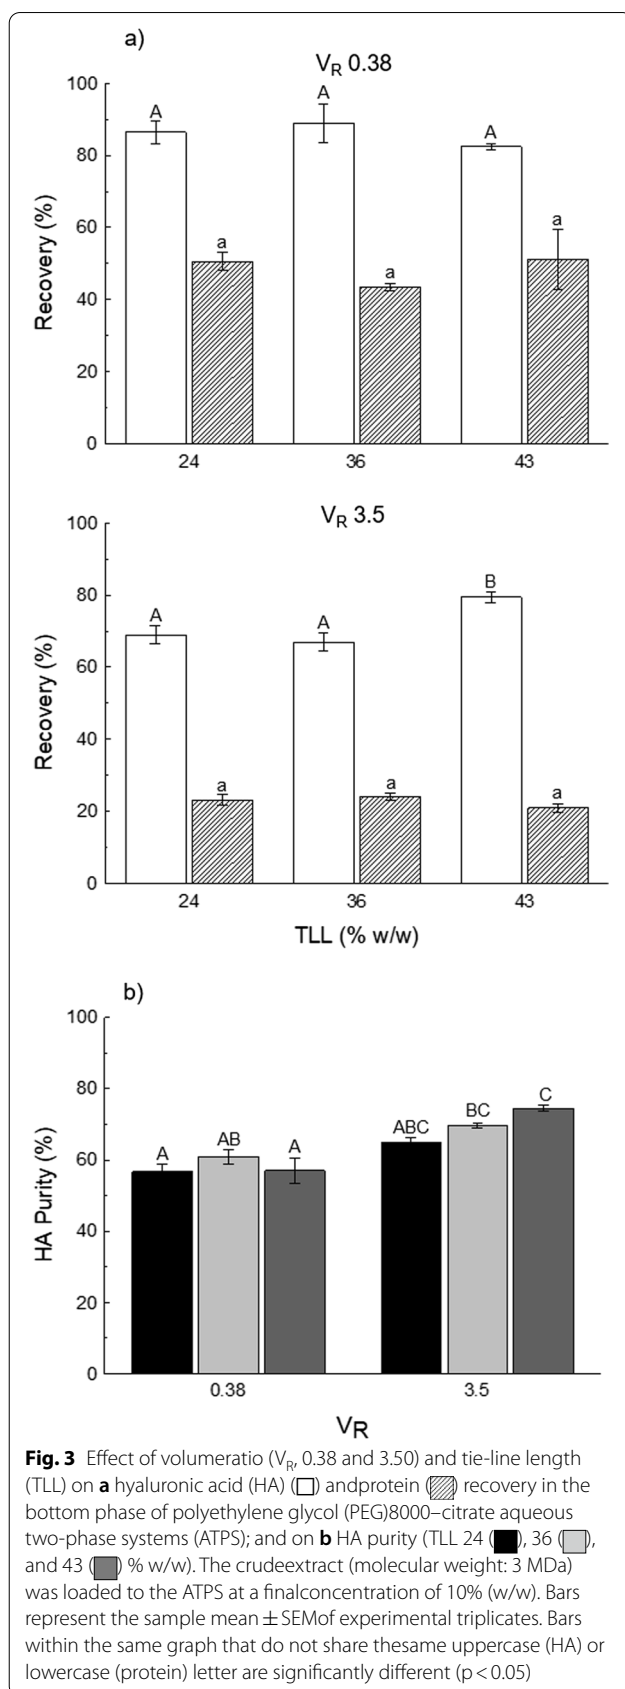 a)
V_R 0.38
100
80
60
40
20
0
Recovery (%)
A
a
A
a
A
a
24
36
43
V_R 3.5
100
80
60
40
20
0
Recovery (%)
A
a
A
a
B
a
24
36
43
TLL (% w/w)
b)
100
80
60
40
20
0
HA Purity (%)
A
AB
A
ABC
BC
C
0.38
3.5
V_R
Fig. 3 Effect of volumeratio (V_R, 0.38 and 3.50) and tie-line length
(TLL) on a hyaluronic acid (HA) (□) andprotein (▨) recovery in the
bottom phase of polyethylene glycol (PEG)8000–citrate aqueous
two-phase systems (ATPS); and on b HA purity (TLL 24 (■), 36 (■),
and 43 (■) % w/w). The crudeextract (molecular weight: 3 MDa)
was loaded to the ATPS at a finalconcentration of 10% (w/w). Bars
represent the sample mean ± SEMof experimental triplicates. Bars
within the same graph that do not share thesame uppercase (HA) or
lowercase (protein) letter are significantly different (p < 0.05)